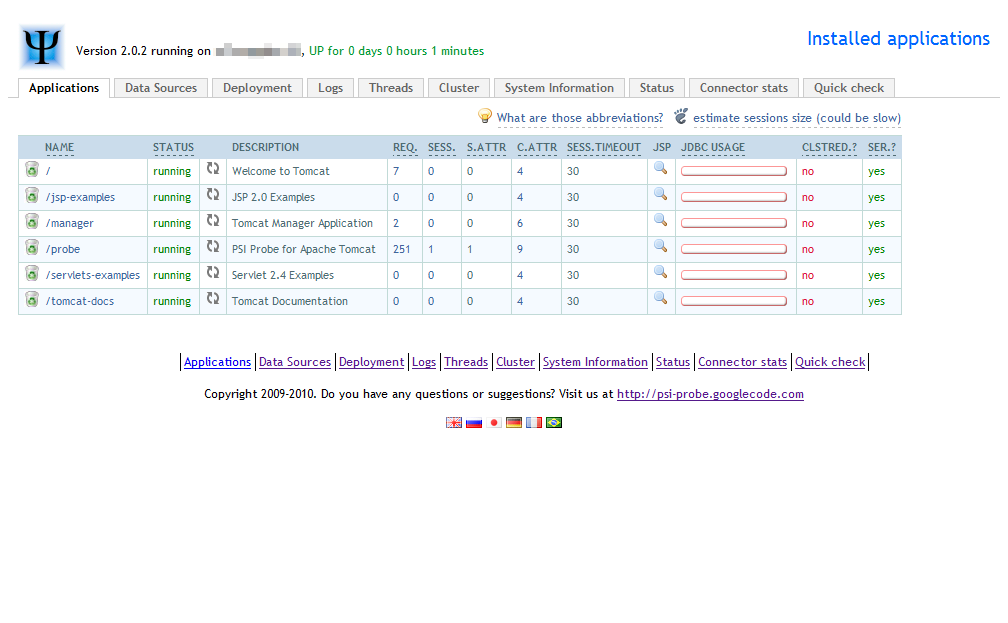 Ψ
Version 2.0.2 running on , UP for 0 days 0 hours 1 minutes
Installed applications
Applications Data Sources Deployment Logs Threads Cluster System Information Status Connector stats Quick check
What are those abbreviations? estimate sessions size (could be slow)
NAME STATUS DESCRIPTION REQ. SESS. S.ATTR C.ATTR SESS.TIMEOUT JSP JDBC USAGE CLSTRED.? SER.?
/ running Welcome to Tomcat 7 0 0 4 30 no yes
/jsp-examples running JSP 2.0 Examples 0 0 0 4 30 no yes
/manager running Tomcat Manager Application 2 0 0 6 30 no yes
/probe running PSI Probe for Apache Tomcat 251 1 1 9 30 no yes
/servlets-examples running Servlet 2.4 Examples 0 0 0 4 30 no yes
/tomcat-docs running Tomcat Documentation 0 0 0 4 30 no yes
Applications Data Sources Deployment Logs Threads Cluster System Information Status Connector stats Quick check
Copyright 2009-2010. Do you have any questions or suggestions? Visit us at http://psi-probe.googlecode.com